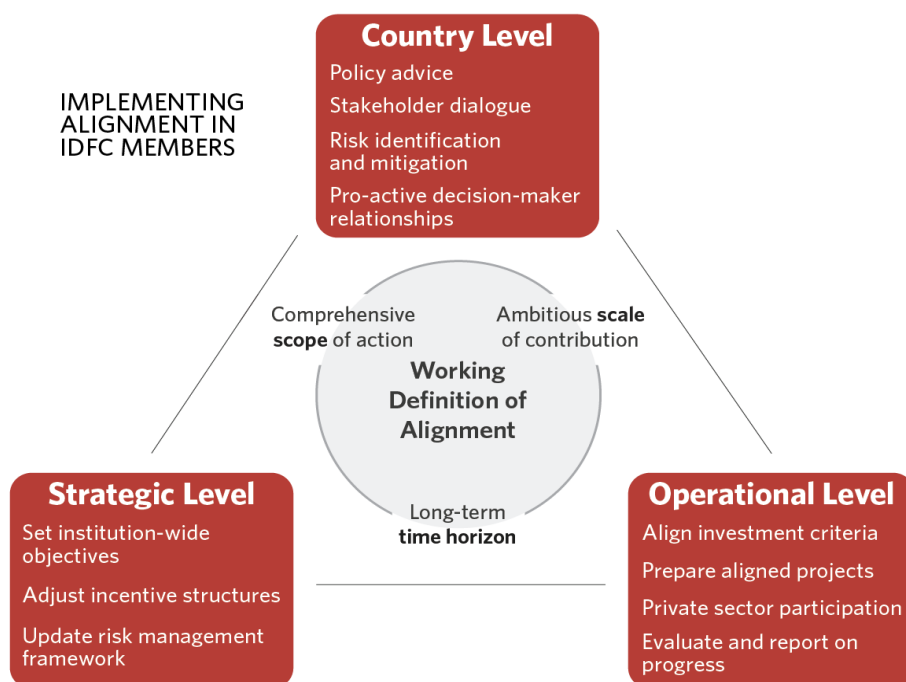 IMPLEMENTING
ALIGNMENT IN
IDFC MEMBERS
Country Level
Policy advice
Stakeholder dialogue
Risk identification
and mitigation
Pro-active decision-maker
relationships
Comprehensive
scope of action
Ambitious scale
of contribution
Working
Definition of
Alignment
Long-term
time horizon
Strategic Level
Set institution-wide
objectives
Adjust incentive structures
Update risk management
framework
Operational Level
Align investment criteria
Prepare aligned projects
Private sector participation
Evaluate and report on
progress